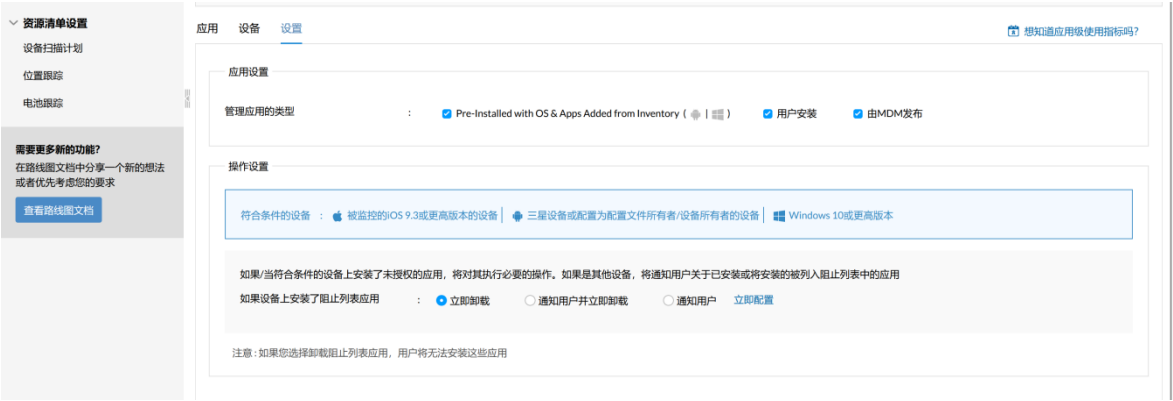 资源清单设置
设备扫描计划
位置跟踪
电池跟踪
需要更多新的功能?
在路线图文档中分享一个新的想法
或者优先考虑您的要求
查看路线图文档
应用 设备 设置
想知道应用级使用指标吗?
应用设置
管理应用的类型 : Pre-Installed with OS & Apps Added from Inventory ( | ) 用户安装 由MDM发布
操作设置
符合条件的设备 : 被监控的iOS 9.3或更高版本的设备 三星设备或配置为配置文件所有者/设备所有者的设备 Windows 10或更高版本
如果/当符合条件的设备上安装了未授权的应用，将对其执行必要的操作。如果是其他设备，将通知用户关于已安装或将安装的被列入阻止列表中的应用
如果设备上安装了阻止列表应用 : 立即卸载 通知用户并立即卸载 通知用户 立即配置
注意:如果您选择卸载阻止列表应用，用户将无法安装这些应用